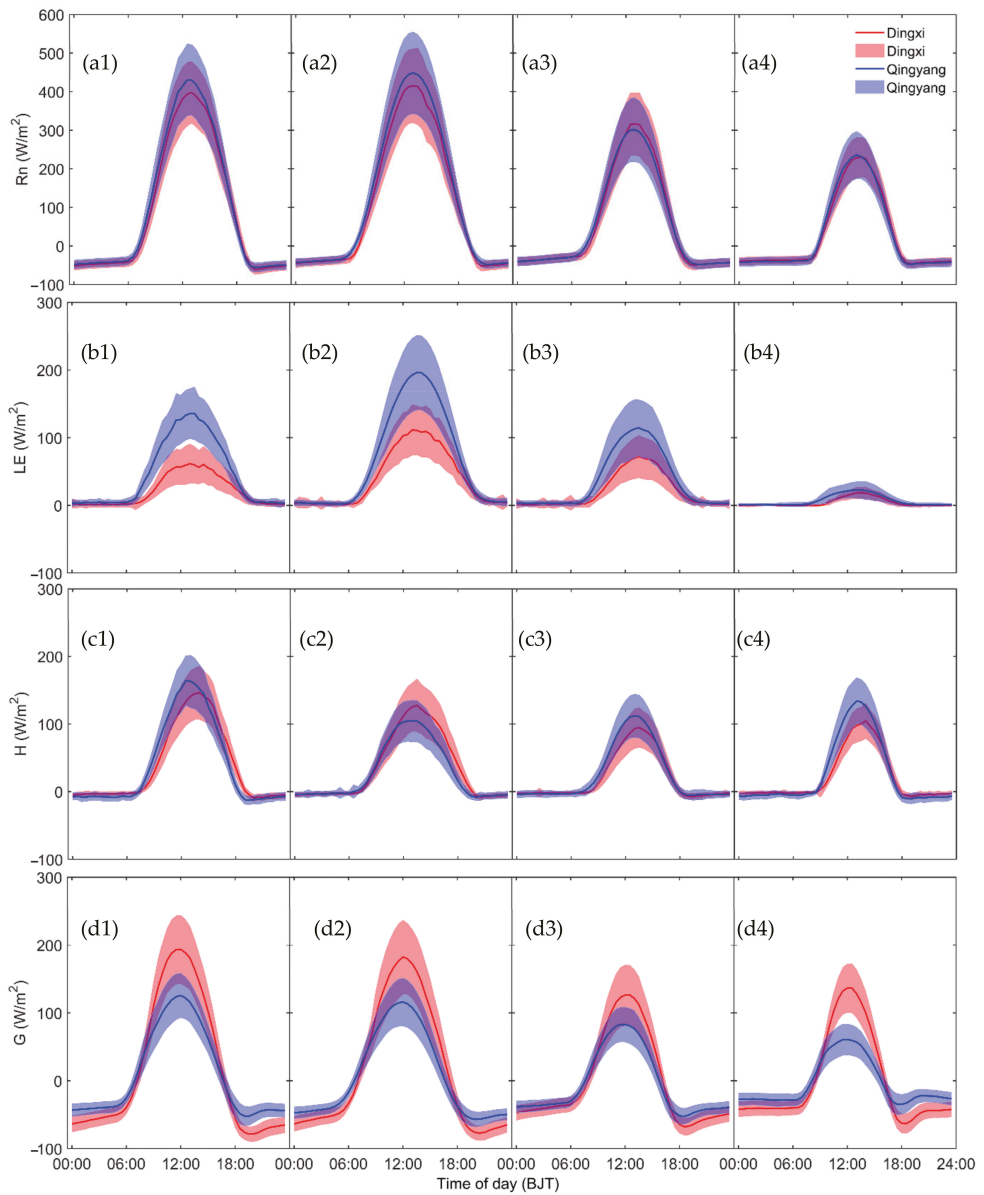 600
500
400
300
200
100
0
−100
Rn (W/m²)
(a1) (a2) (a3) (a4)
Dingxi
Dingxi
Qingyang
Qingyang
300
200
100
0
−100
LE (W/m²)
(b1) (b2) (b3) (b4)
300
200
100
0
−100
H (W/m²)
(c1) (c2) (c3) (c4)
300
200
100
0
−100
G (W/m²)
(d1) (d2) (d3) (d4)
00:00 06:00 12:00 18:00 00:00 06:00 12:00 18:00 00:00 06:00 12:00 18:00 00:00 06:00 12:00 18:00 24:00
Time of day (BJT)